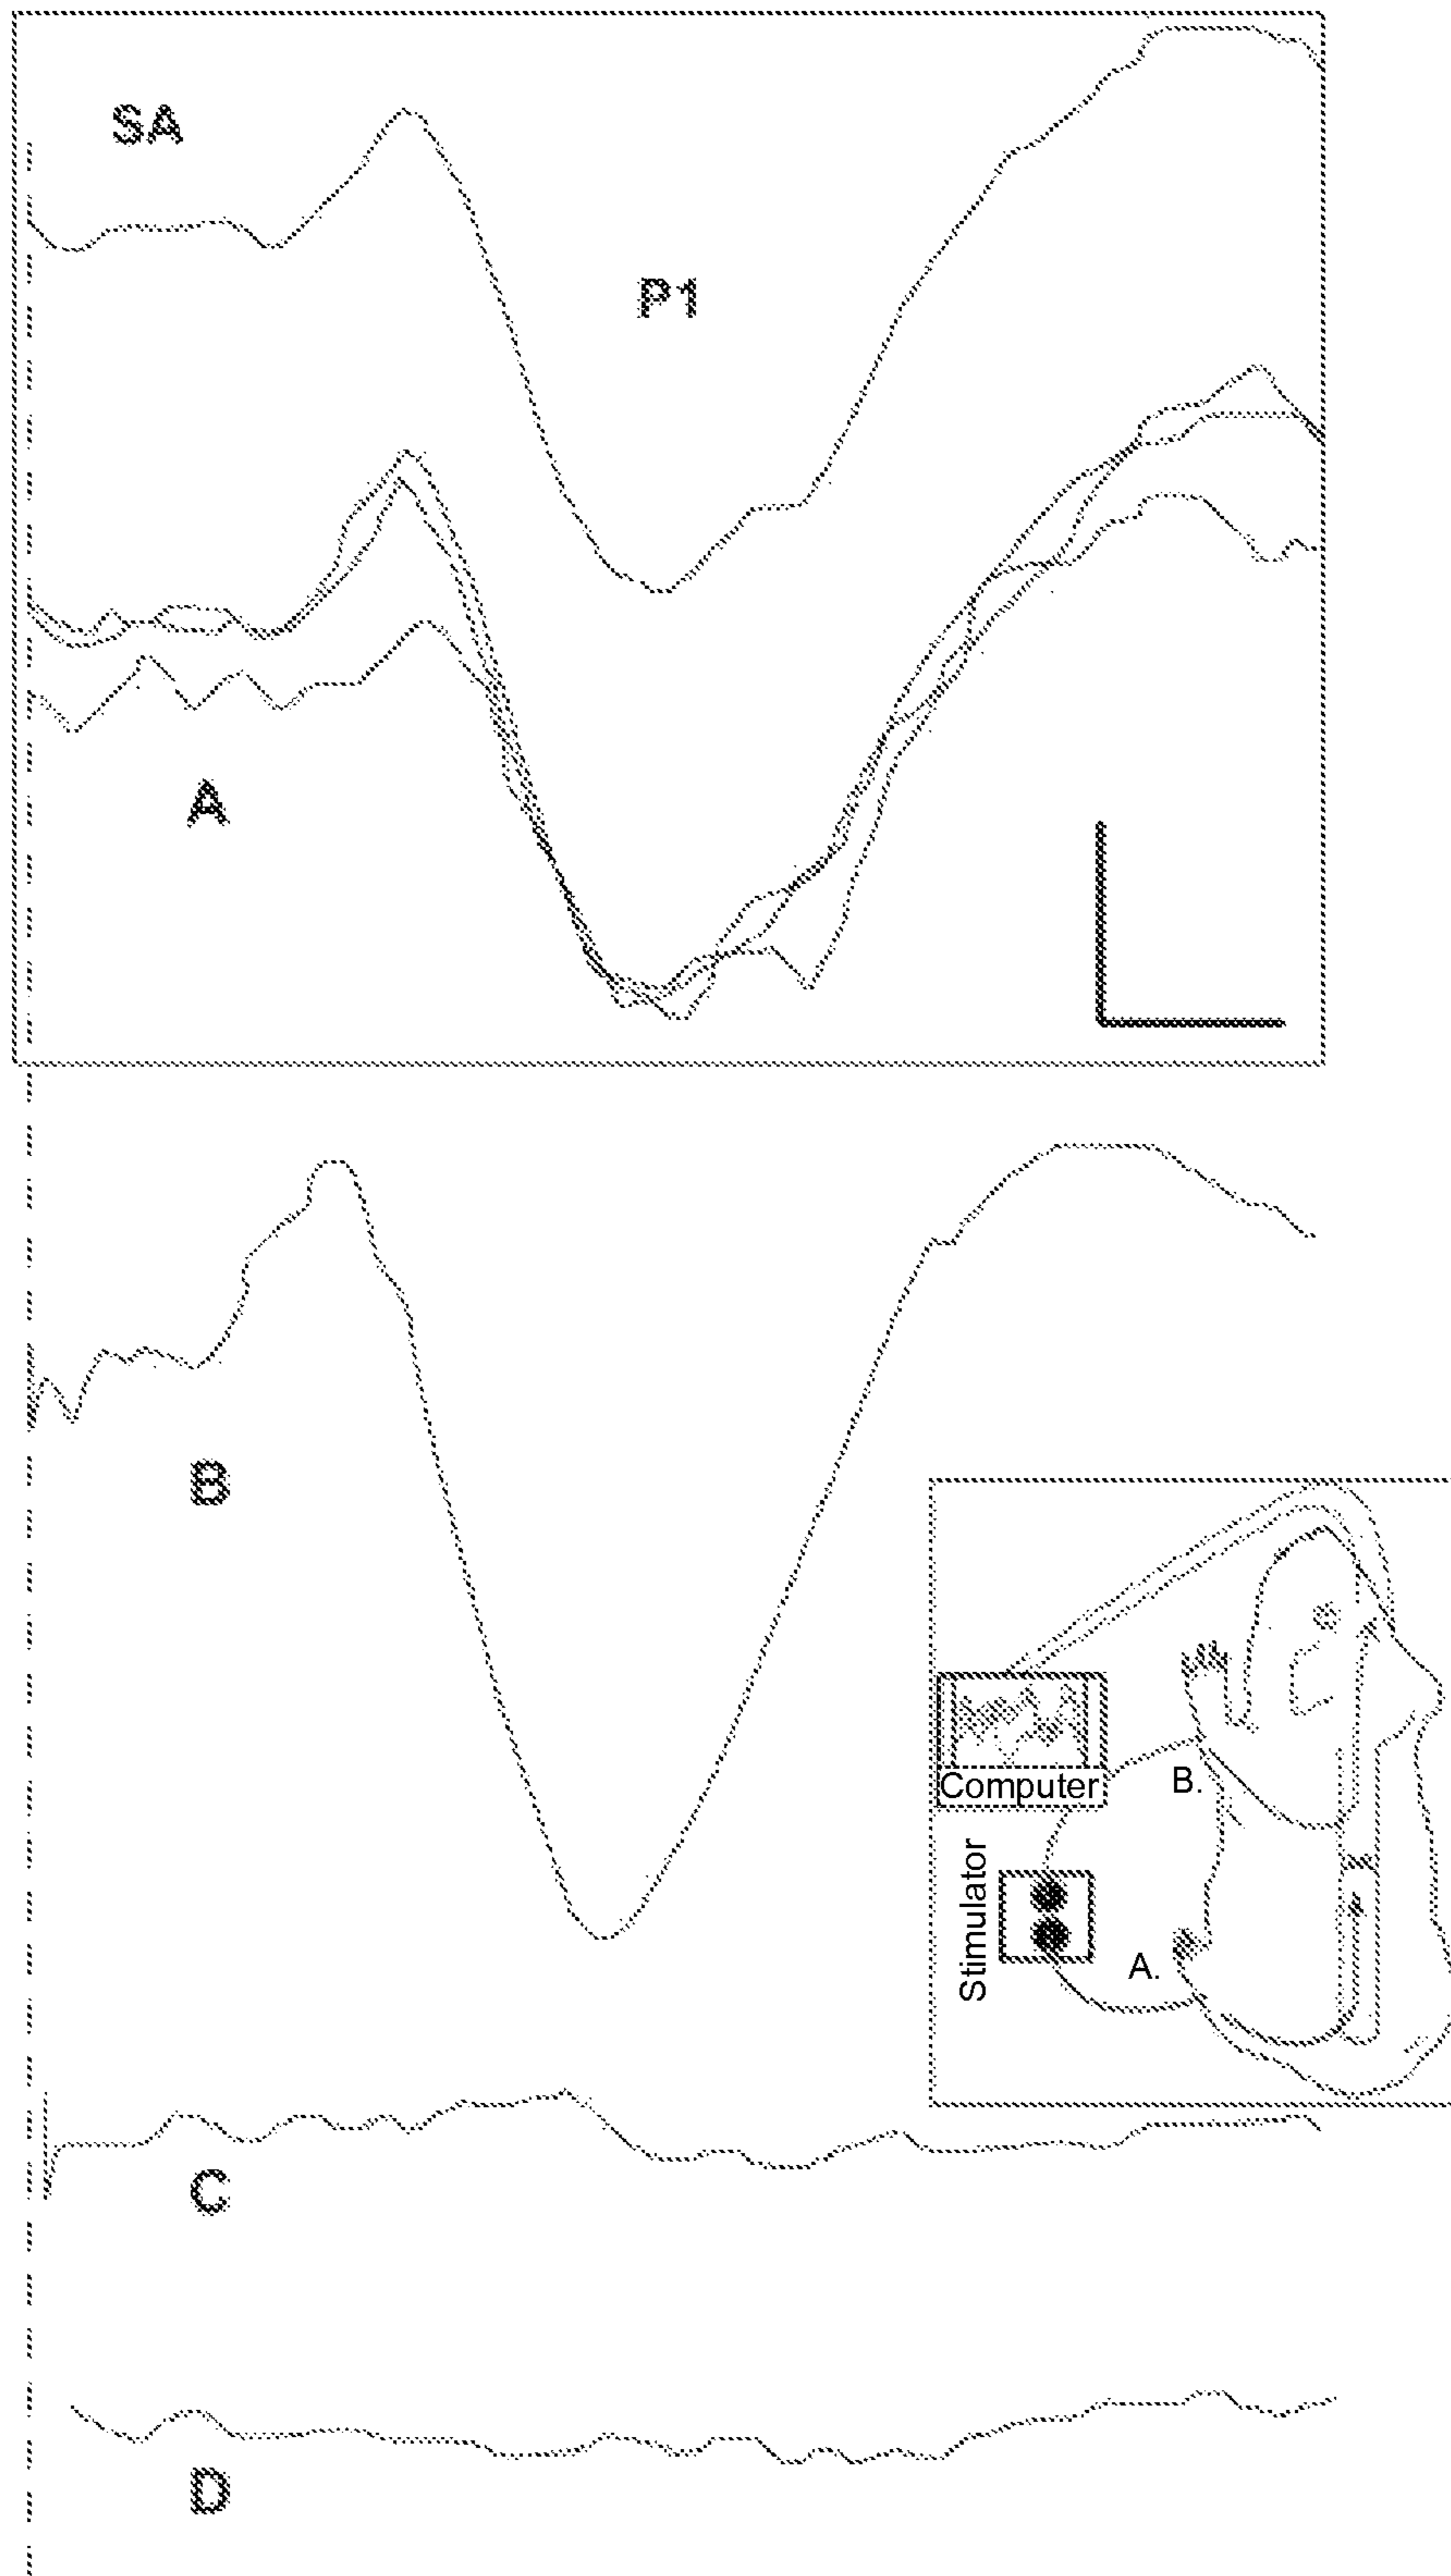 SA
P1
A
B
Computer
B.
Stimulator
A.
C
D